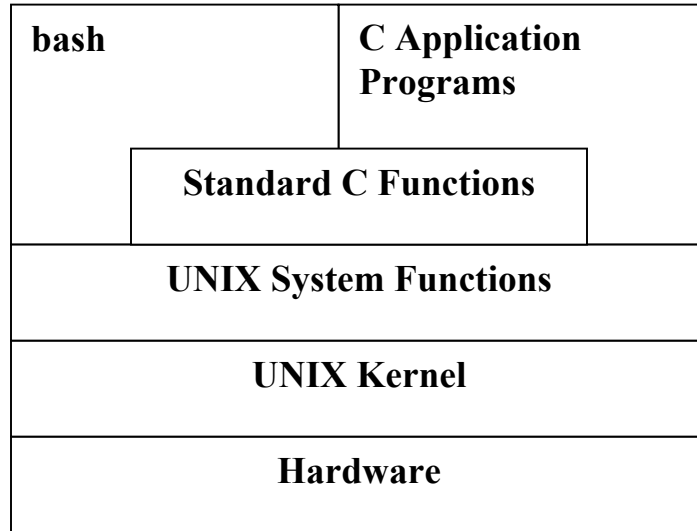 bash
C Application
Programs
Standard C Functions
UNIX System Functions
UNIX Kernel
Hardware